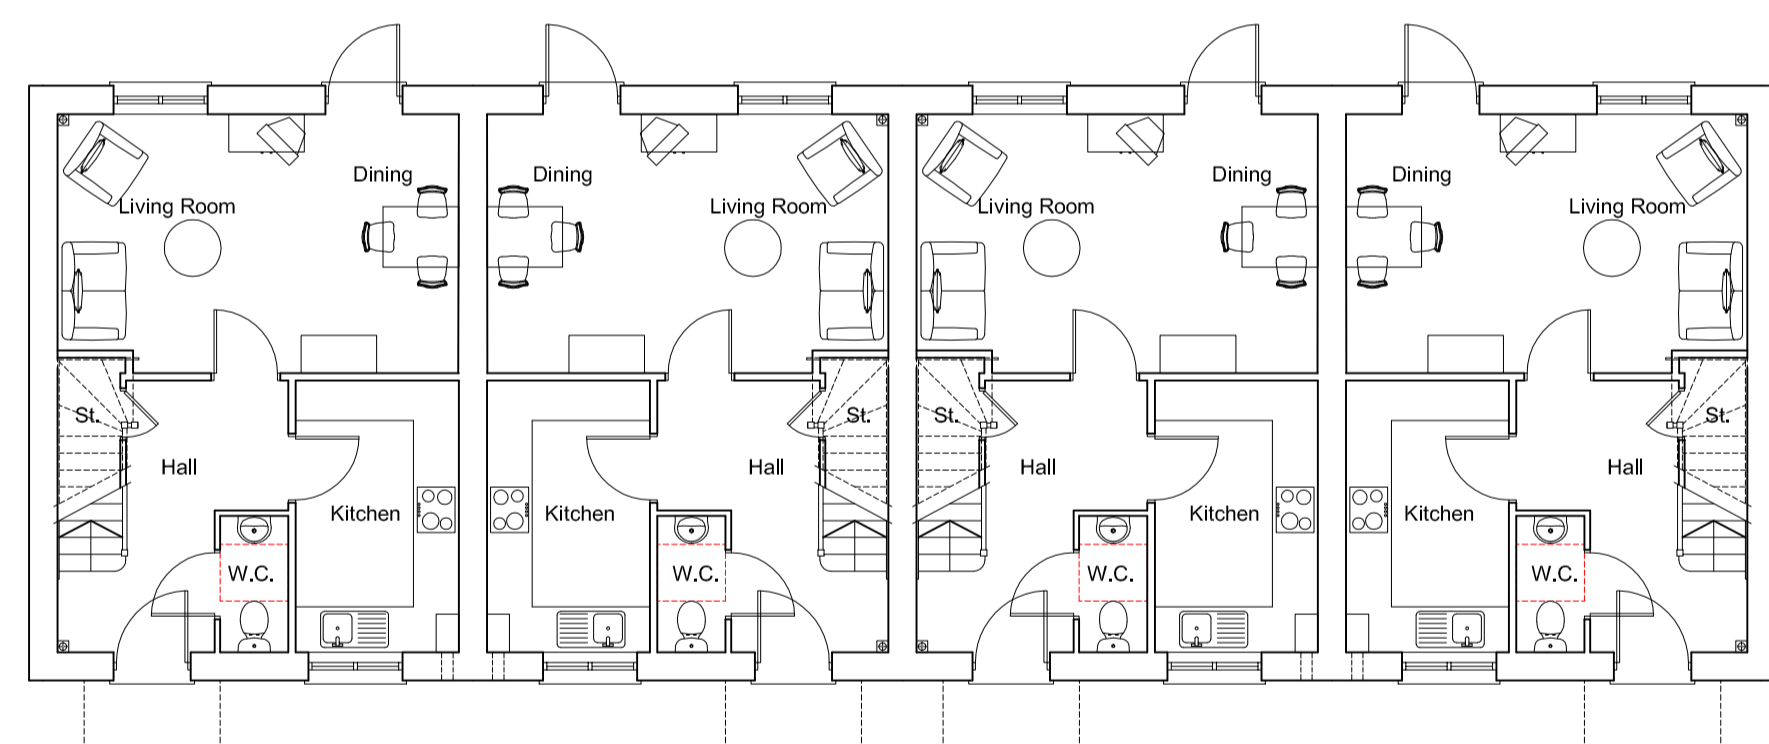 Dining Dining Dining Dining
Living Room Living Room Living Room Living Room
St. St. St. St.
Hall Hall Hall Hall
Kitchen Kitchen Kitchen Kitchen
W.C. W.C. W.C. W.C.